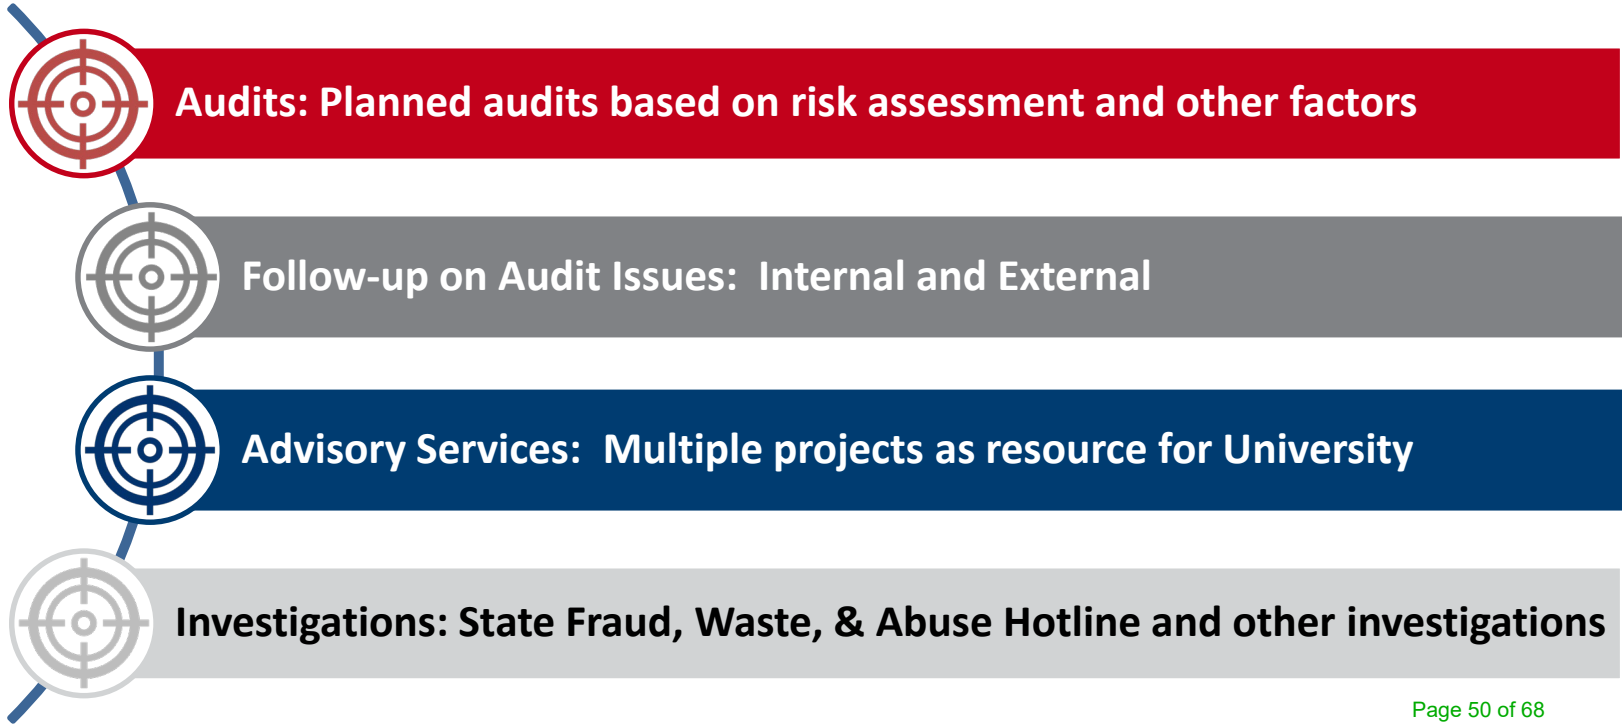 Audits: Planned audits based on risk assessment and other factors
Follow-up on Audit Issues:  Internal and External
Advisory Services:  Multiple projects as resource for University
Investigations: State Fraud, Waste, & Abuse Hotline and other investigations
Page 50 of 68